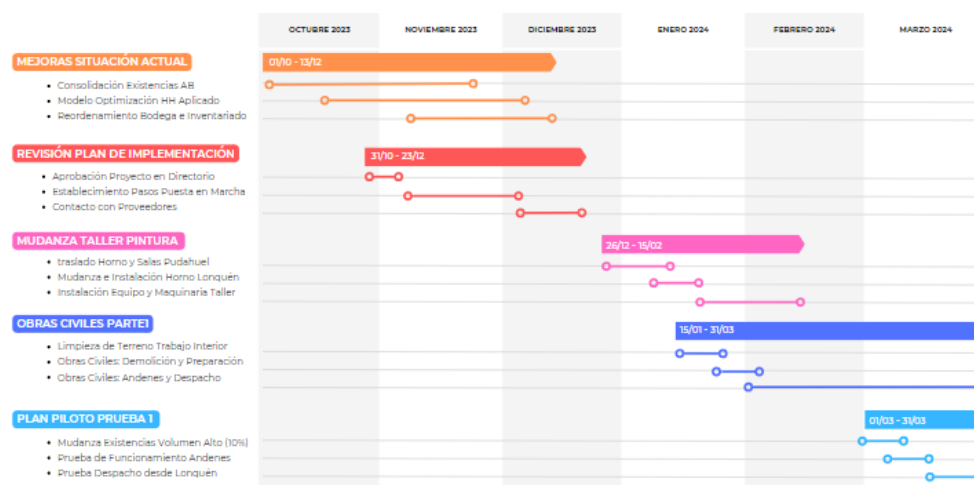 OCTUBRE 2023 NOVIEMBRE 2023 DICIEMBRE 2023 ENERO 2024 FEBRERO 2024 MARZO 2024
MEJORAS SITUACIÓN ACTUAL 01/10 - 13/12
• Consolidación Existencias AB
• Modelo Optimización HH Aplicado
• Reordenamiento Bodega e Inventariado
REVISIÓN PLAN DE IMPLEMENTACIÓN 31/10 - 23/12
• Aprobación Proyecto en Directorio
• Establecimiento Pasos Puesta en Marcha
• Contacto con Proveedores
MUDANZA TALLER PINTURA 26/12 - 15/02
• traslado Horno y Salas Pudahuel
• Mudanza e Instalación Horno Lonquén
• Instalación Equipo y Maquinaria Taller
OBRAS CIVILES PARTE1 15/01 - 31/03
• Limpieza de Terreno Trabajo Interior
• Obras Civiles: Demolición y Preparación
• Obras Civiles: Andenes y Despacho
PLAN PILOTO PRUEBA 1 01/03 - 31/03
• Mudanza Existencias Volumen Alto (10%)
• Prueba de Funcionamiento Andenes
• Prueba Despacho desde Lonquén